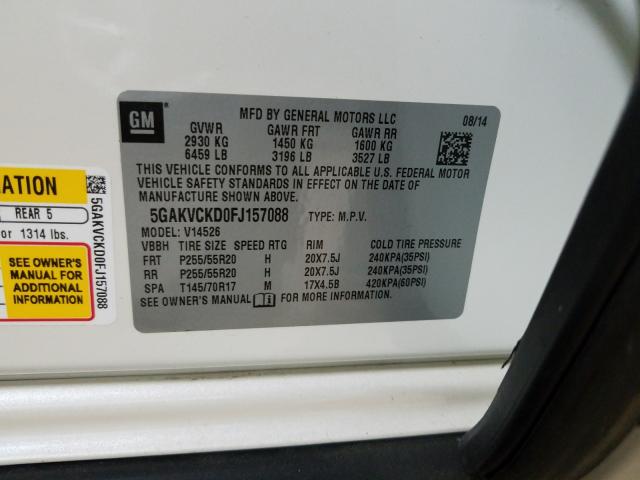 GM
MFD BY GENERAL MOTORS LLC 08/14
GVWR GAWR FRT GAWR RR
2930 KG 1450 KG 1600 KG
6459 LB 3196 LB 3527 LB
THIS VEHICLE CONFORMS TO ALL APPLICABLE U.S. FEDERAL MOTOR
VEHICLE SAFETY STANDARDS IN EFFECT ON THE DATE OF
MANUFACTURE SHOWN ABOVE.
5GAKVCKD0FJ157088 TYPE: M.P.V.
MODEL: V14526
VBBH TIRE SIZE SPEED RTG RIM COLD TIRE PRESSURE
FRT P255/55R20 H 20X7.5J 240KPA(35PSI)
RR P255/55R20 H 20X7.5J 240KPA(35PSI)
SPA T145/70R17 M 17X4.5B 420KPA(60PSI)
SEE OWNER'S MANUAL i FOR MORE INFORMATION
ATION
REAR 5
or 1314 lbs.
SEE OWNER'S
MANUAL FOR
ADDITIONAL
INFORMATION
5GAKVCKD0FJ157088